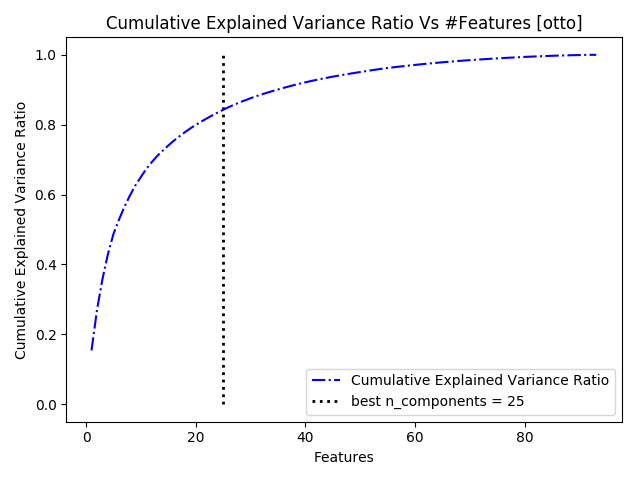 Cumulative Explained Variance Ratio Vs #Features [otto]
Cumulative Explained Variance Ratio
1.0
0.8
0.6
0.4
0.2
0.0
0
20
40
60
80
Features
Cumulative Explained Variance Ratio
best n_components = 25